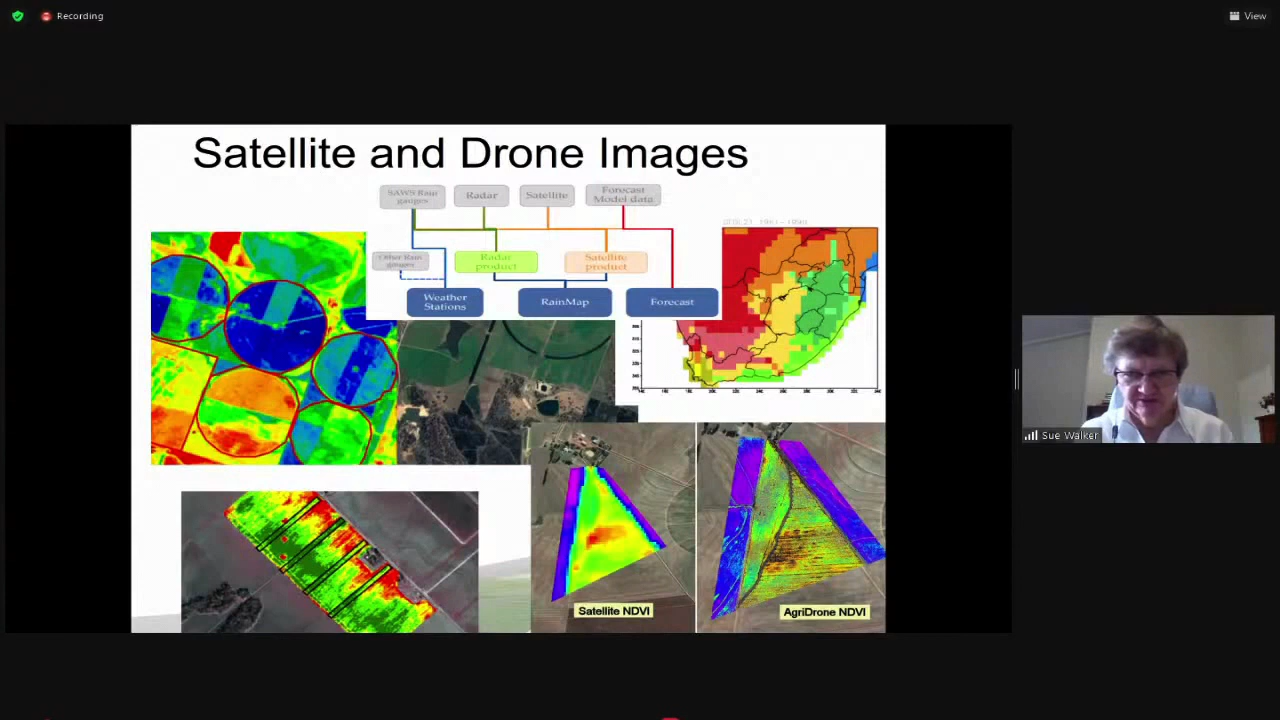 Recording
View
Satellite and Drone Images
SAWS Rain
gauges
Radar
Satellite
Forecast
Model data
Other Rain
gauges
Radar
product
Satellite
product
Weather
Stations
RainMap
Forecast
Satellite NDVI
AgriDrone NDVI
Sue Walker